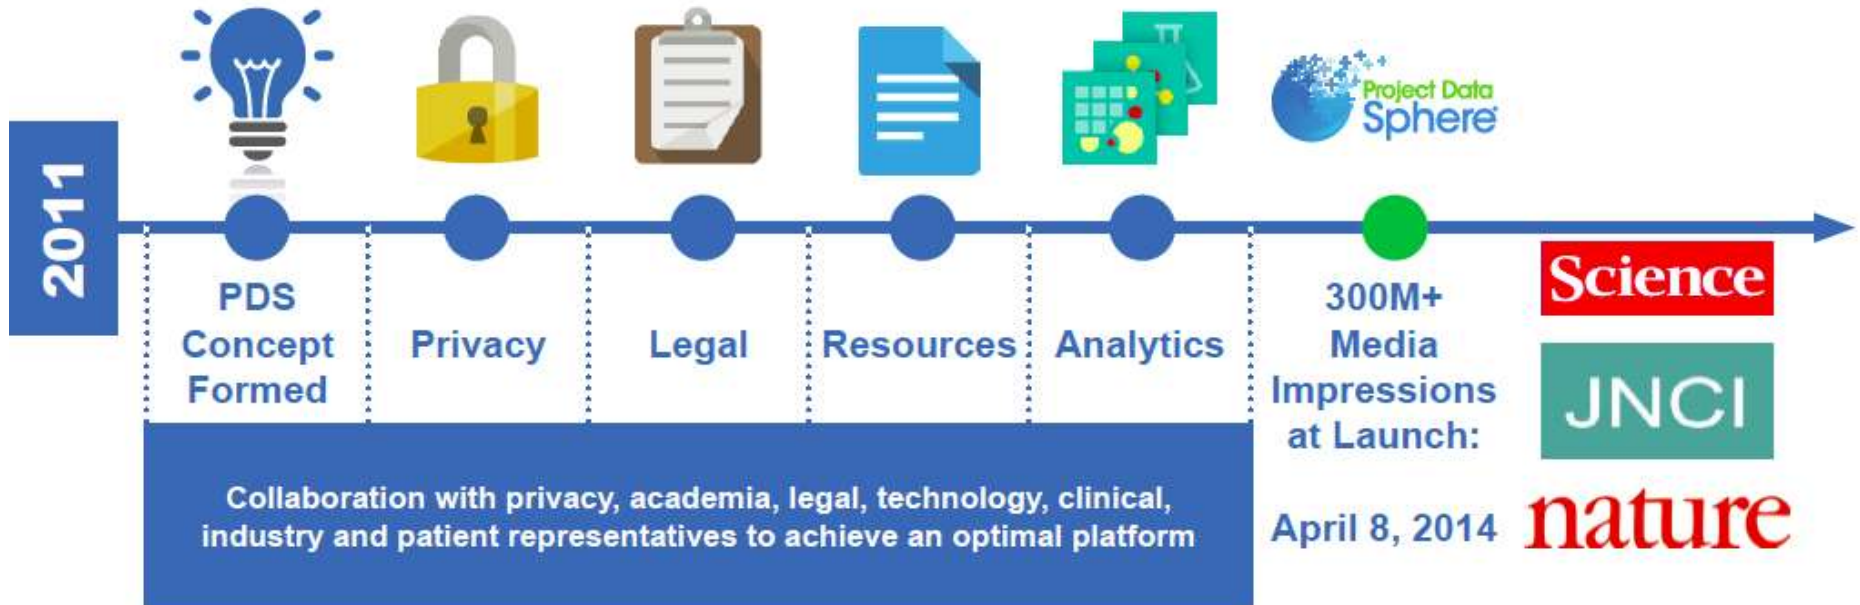 2011
Project Data
Sphere
PDS
Concept
Formed
Privacy
Legal
Resources
Analytics
300M+
Media
Impressions
at Launch:
April 8, 2014
Science
JNCI
nature
Collaboration with privacy, academia, legal, technology, clinical,
industry and patient representatives to achieve an optimal platform